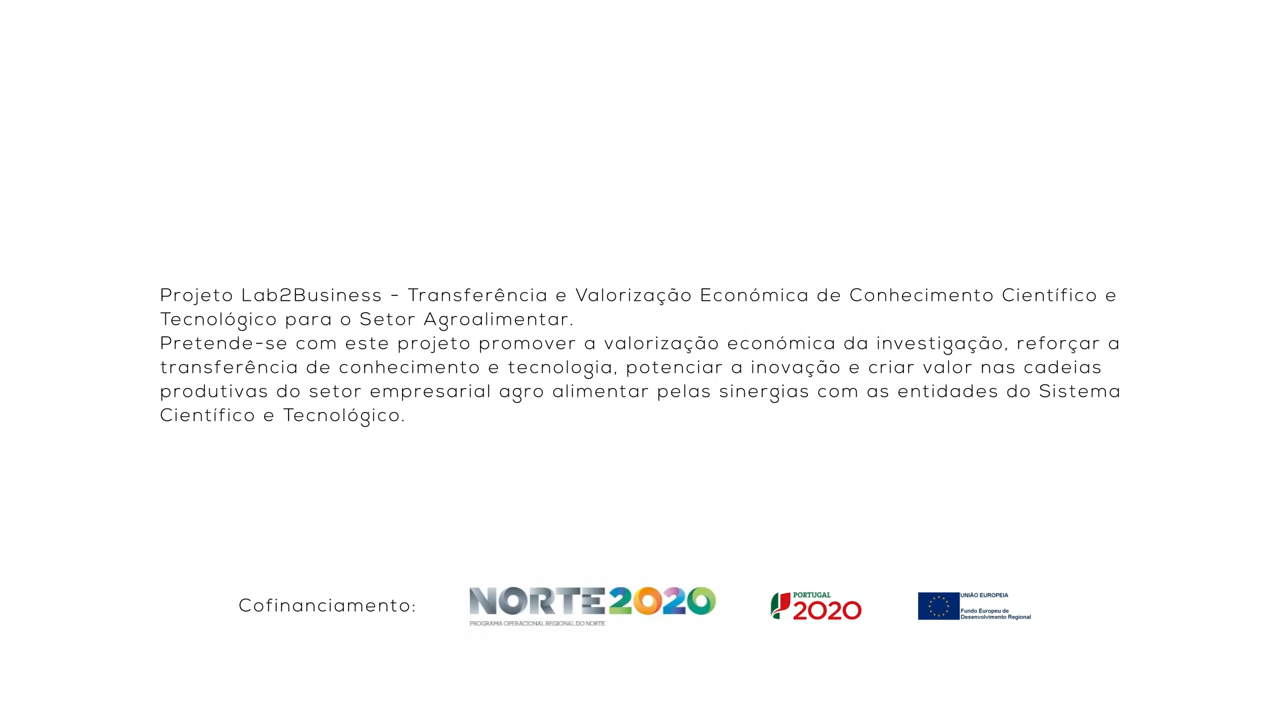 Projeto Lab2Business - Transferência e Valorização Económica de Conhecimento Científico e
Tecnológico para o Setor Agroalimentar.
Pretende-se com este projeto promover a valorização económica da investigação, reforçar a
transferência de conhecimento e tecnologia, potenciar a inovação e criar valor nas cadeias
produtivas do setor empresarial agro alimentar pelas sinergias com as entidades do Sistema
Científico e Tecnológico.
Cofinanciamento:
NORTE2020
PROGRAMA OPERACIONAL REGIONAL DO NORTE
PORTUGAL
2020
UNIÃO EUROPEIA
Fundo Europeu de
Desenvolvimento Regional